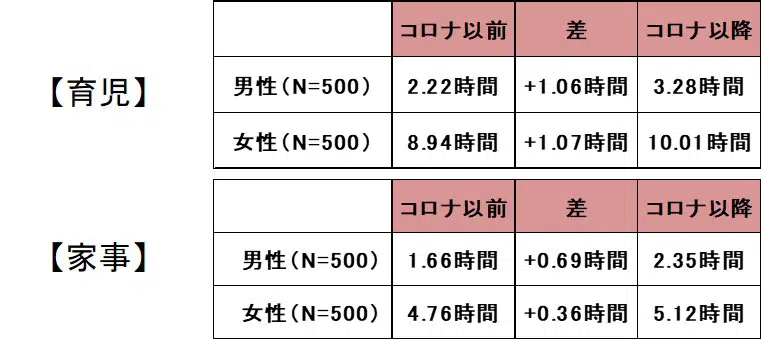 コロナ以前 差 コロナ以降
【育児】
男性(N=500) 2.22時間 +1.06時間 3.28時間
女性(N=500) 8.94時間 +1.07時間 10.01時間
コロナ以前 差 コロナ以降
【家事】
男性(N=500) 1.66時間 +0.69時間 2.35時間
女性(N=500) 4.76時間 +0.36時間 5.12時間